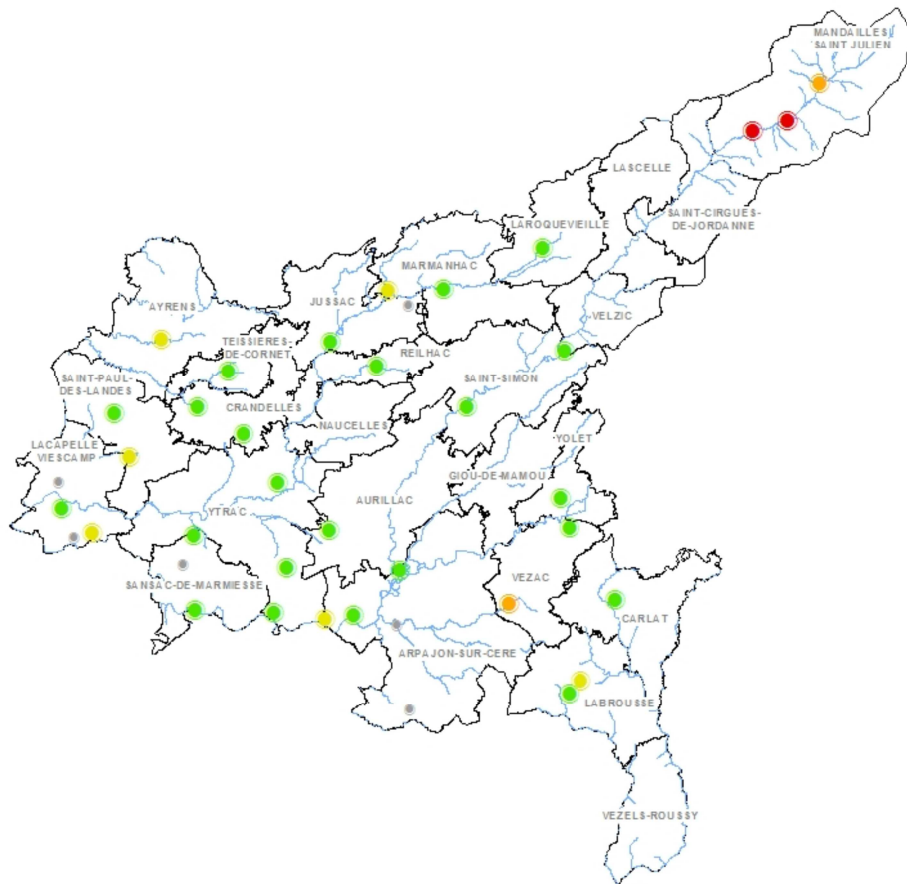 MANDAILLES
SAINT JULIEN
LASCELLE
SAINT-CIRGUES-
DE-JORDANNE
LAROQUEVIEILLE
MARMANHAC
JUSSAC
AYRENS
VELZIC
TEISSIERES-
DE-CORNET
REILHAC
SAINT-SIMON
SAINT-PAUL-
DES-LANDES
CRANDELLES
NAUCELLES
YOLET
LACAPELLE
VIESCAMP
GIOU-DE-MAMOU
AURILLAC
YTRAC
VEZAC
SANSAC-DE-MARMIESSE
CARLAT
ARPAJON-SUR-CERE
LABROUSSE
VEZELS-ROUSSY